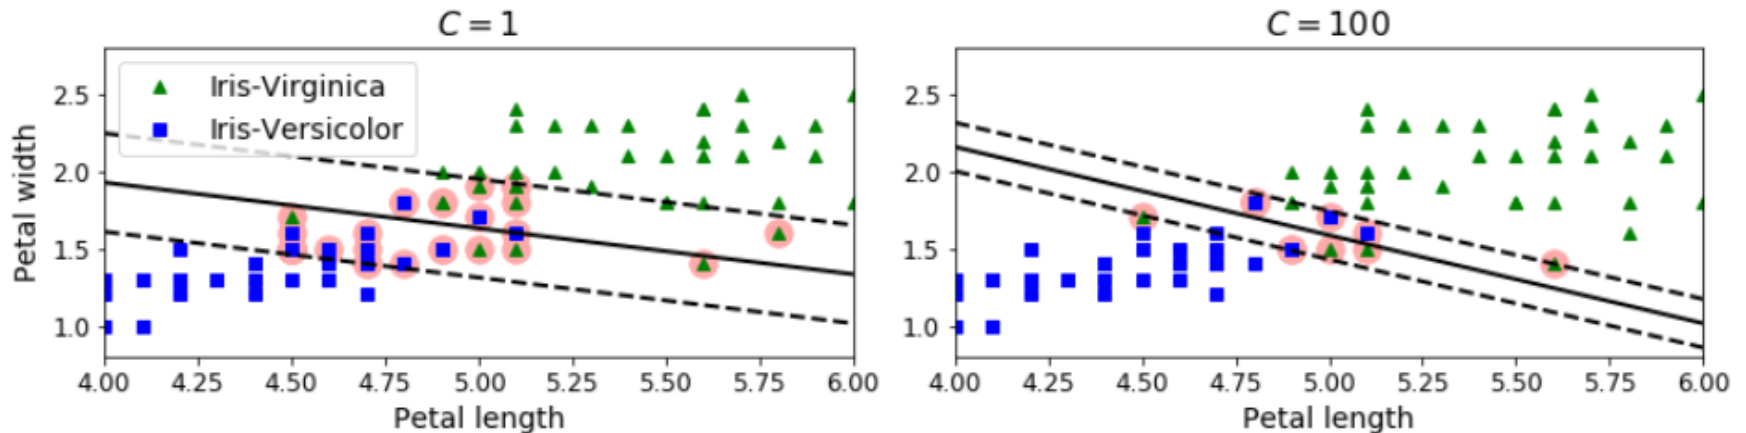 C = 1
Iris-Virginica
Iris-Versicolor
Petal width
2.5
2.0
1.5
1.0
4.00 4.25 4.50 4.75 5.00 5.25 5.50 5.75 6.00
Petal length
C = 100
2.5
2.0
1.5
1.0
4.00 4.25 4.50 4.75 5.00 5.25 5.50 5.75 6.00
Petal length